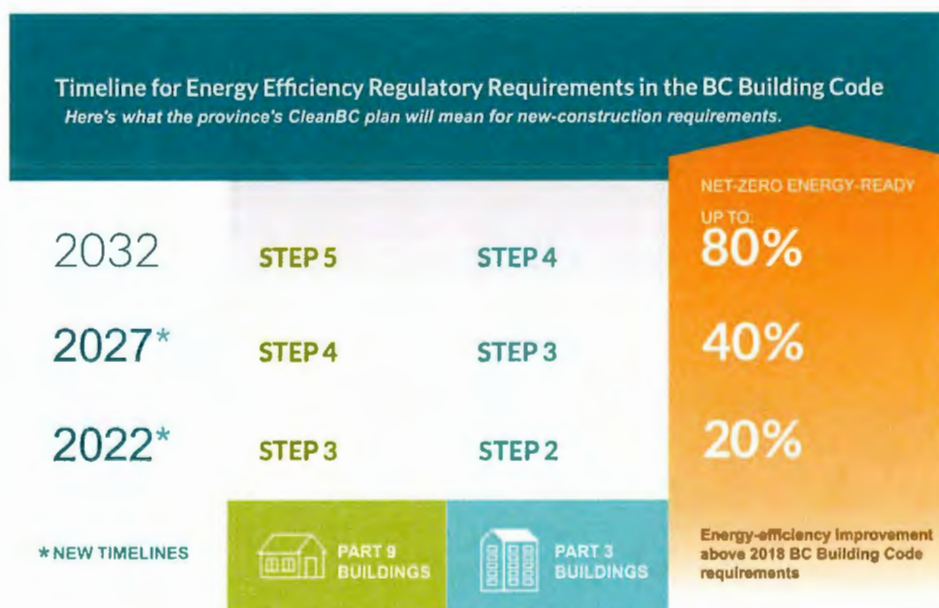 Timeline for Energy Efficiency Regulatory Requirements in the BC Building Code
Here's what the province's CleanBC plan will mean for new-construction requirements.
NET-ZERO ENERGY-READY
UP TO:
2032 STEP 5 STEP 4 80%
2027* STEP 4 STEP 3 40%
2022* STEP 3 STEP 2 20%
*NEW TIMELINES
PART 9
BUILDINGS
PART 3
BUILDINGS
Energy-efficiency improvement
above 2018 BC Building Code
requirements